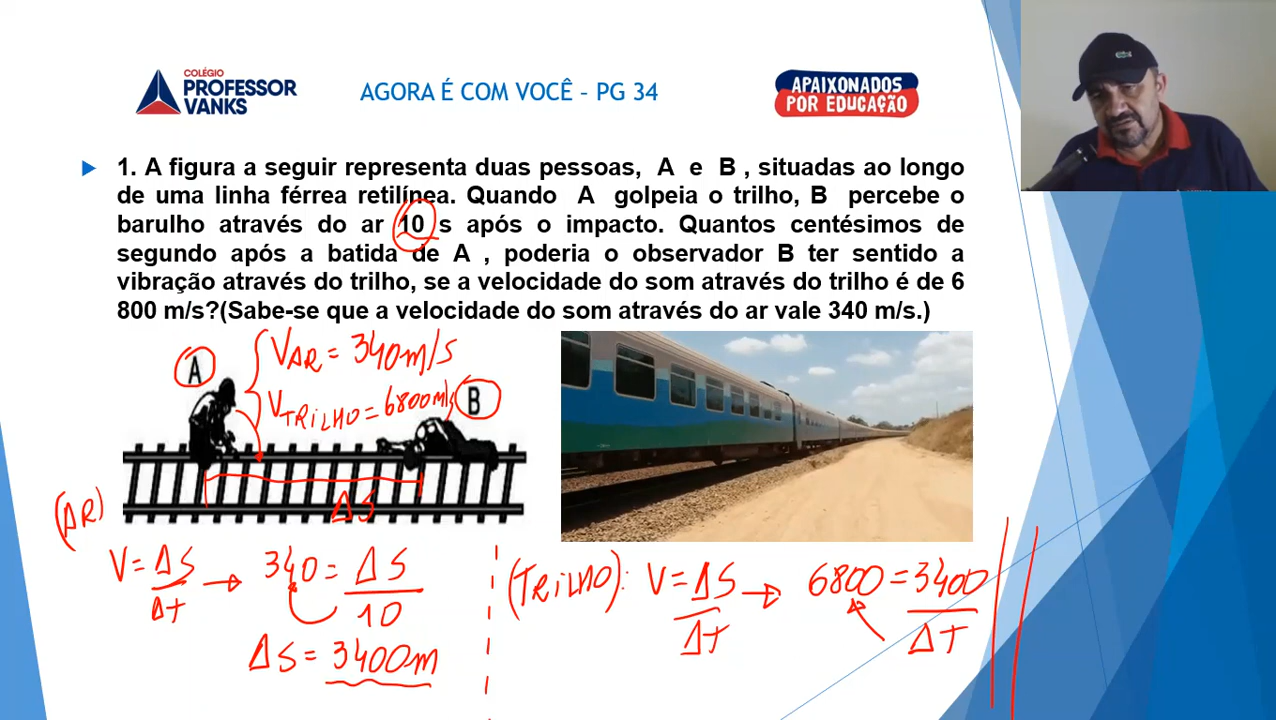 COLÉGIO
PROFESSOR
VANKS
AGORA É COM VOCÊ – PG 34
APAIXONADOS
POR EDUCAÇÃO
1. A figura a seguir representa duas pessoas, A e B , situadas ao longo
de uma linha férrea retilínea. Quando A golpeia o trilho, B percebe o
barulho através do ar 10 s após o impacto. Quantos centésimos de
segundo após a batida de A , poderia o observador B ter sentido a
vibração através do trilho, se a velocidade do som através do trilho é de 6
800 m/s?(Sabe-se que a velocidade do som através do ar vale 340 m/s.)
A
VAR = 340m/s
VTRILHO = 6800m/s
B
ΔS
(AR)
V = ΔS/ΔT → 340 = ΔS/10
ΔS = 3400m
(TRILHO): V = ΔS/ΔT → 6800 = 3400/ΔT